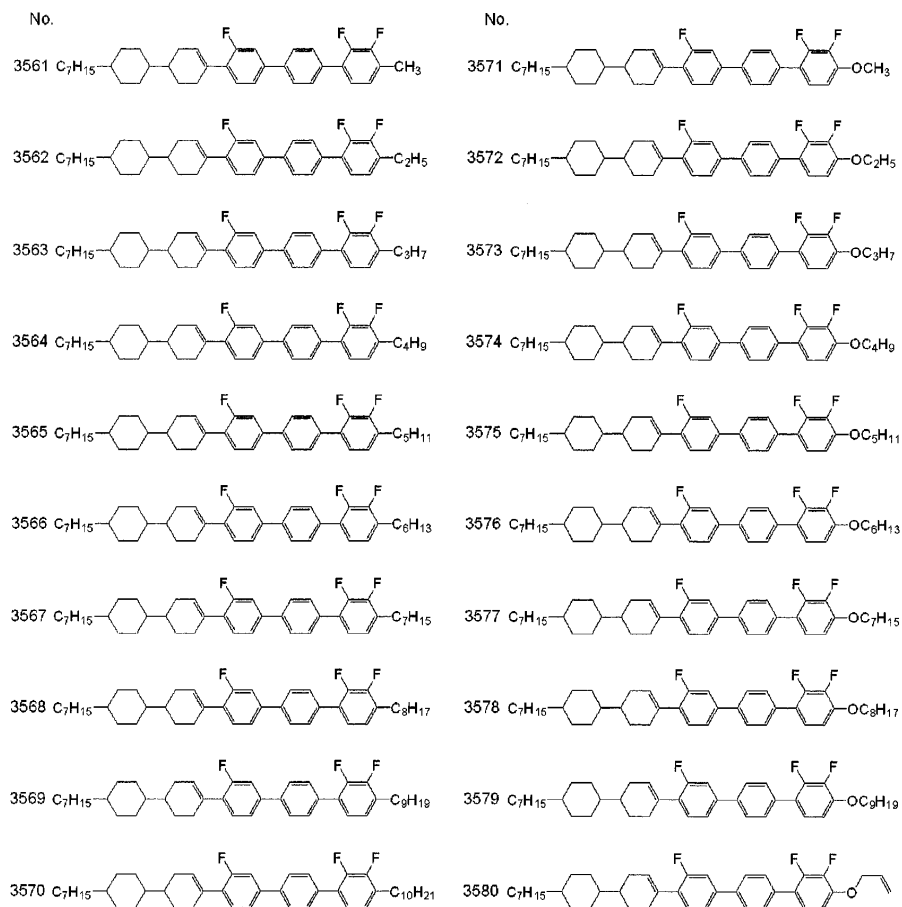 No. No.
F F F F F F
3561 C7H15 CH3 3571 C7H15 OCH3
F F F F F F
3562 C7H15 C2H5 3572 C7H15 OC2H5
F F F F F F
3563 C7H15 C3H7 3573 C7H15 OC3H7
F F F F F F
3564 C7H15 C4H9 3574 C7H15 OC4H9
F F F F F F
3565 C7H15 C5H11 3575 C7H15 OC5H11
F F F F F F
3566 C7H15 C6H13 3576 C7H15 OC6H13
F F F F F F
3567 C7H15 C7H15 3577 C7H15 OC7H15
F F F F F F
3568 C7H15 C8H17 3578 C7H15 OC8H17
F F F F F F
3569 C7H15 C9H19 3579 C7H15 OC9H19
F F F F F F
3570 C7H15 C10H21 3580 C7H15 O